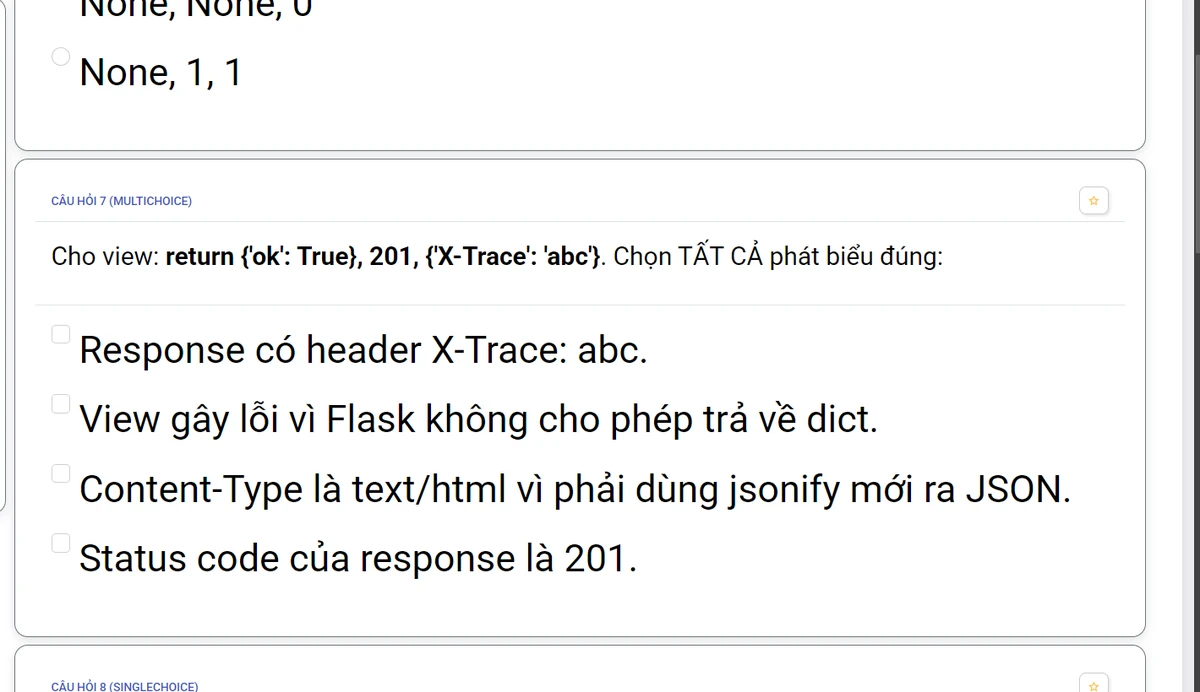 None, None, 0
None, 1, 1
CÂU HỎI 7 (MULTICHOICE)
Cho view: return {'ok': True}, 201, {'X-Trace': 'abc'}. Chọn TẤT CẢ phát biểu đúng:
Response có header X-Trace: abc.
View gây lỗi vì Flask không cho phép trả về dict.
Content-Type là text/html vì phải dùng jsonify mới ra JSON.
Status code của response là 201.
CÂU HỎI 8 (SINGLECHOICE)